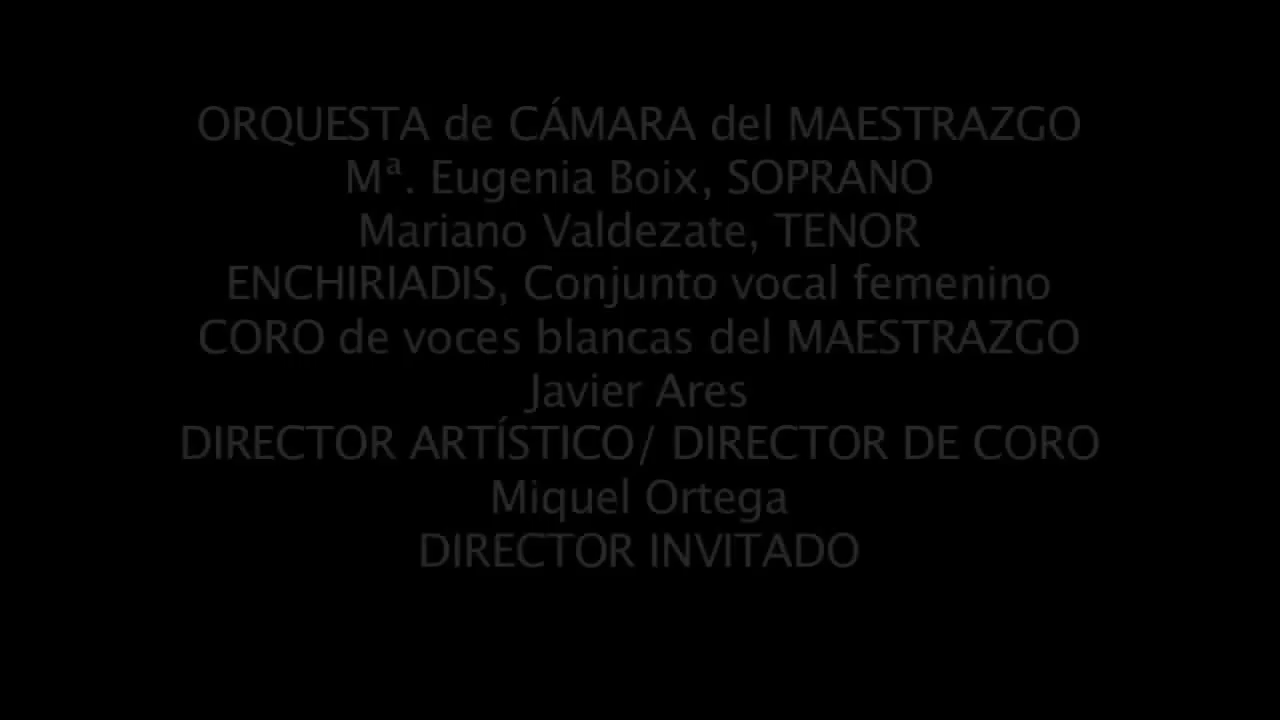 ORQUESTA de CÁMARA del MAESTRAZGO
Mª. Eugenia Boix, SOPRANO
Mariano Valdezate, TENOR
ENCHIRIADIS, Conjunto vocal femenino
CORO de voces blancas del MAESTRAZGO
Javier Ares
DIRECTOR ARTÍSTICO/ DIRECTOR DE CORO
Miquel Ortega
DIRECTOR INVITADO